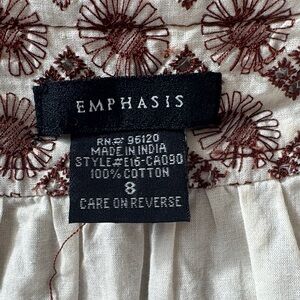 EMPHASIS
RN# 96120
MADE IN INDIA
STYLE#E16-CA090
100% COTTON
8
CARE ON REVERSE